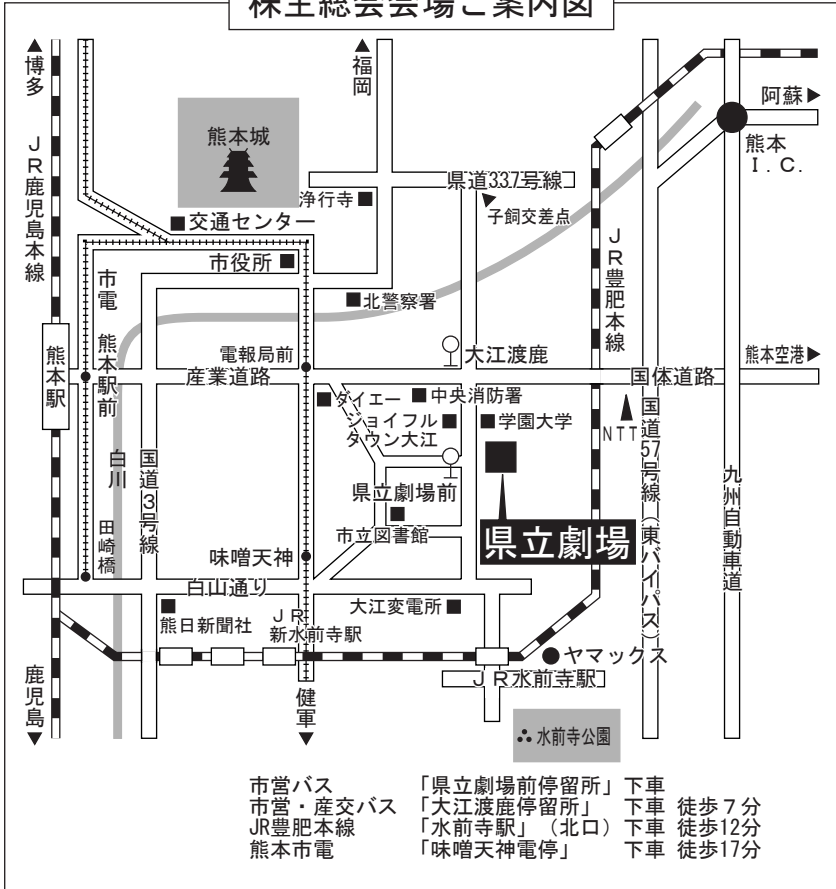 株主総会会場ご案内図
博多
福岡
阿蘇
熊本城
熊本
I.C.
JR鹿児島本線
県道337号線
浄行寺
子飼交差点
交通センター
市役所
市電
JR豊肥本線
北警察署
熊本駅
熊本駅前
電報局前
大江渡鹿
産業道路
国体道路
熊本空港
ダイエー
中央消防署
ジョイフル
タウン大江
学園大学
NTT
国道57号線(東バイパス)
白川
国道3号線
県立劇場前
九州自動車道
市立図書館
県立劇場
田崎橋
味噌天神
白山通り
熊日新聞社
大江変電所
JR
新水前寺駅
ヤマックス
JR水前寺駅
鹿児島
健軍
水前寺公園
市営バス 「県立劇場前停留所」下車
市営・産交バス 「大江渡鹿停留所」 下車 徒歩7分
JR豊肥本線 「水前寺駅」(北口)下車 徒歩12分
熊本市電 「味噌天神電停」 下車 徒歩17分